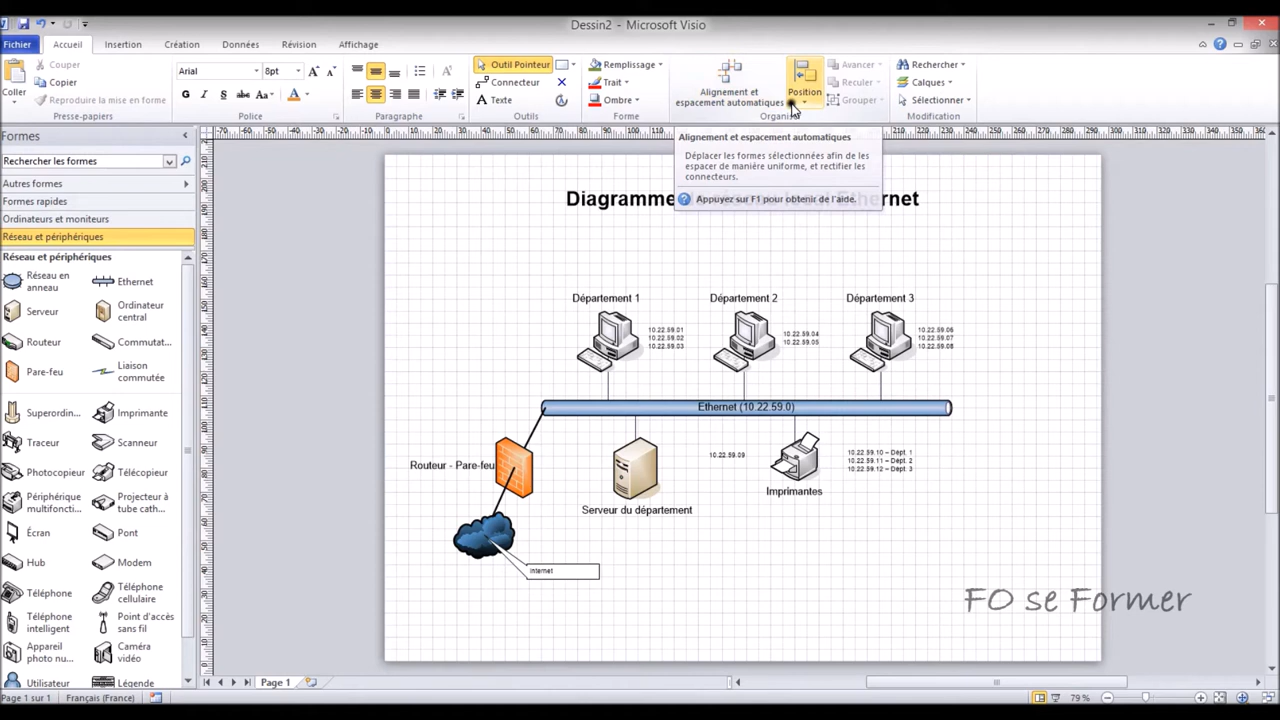 Dessin2 - Microsoft Visio
Fichier
Accueil
Insertion
Création
Données
Révision
Affichage
Coller
Couper
Copier
Reproduire la mise en forme
Presse-papiers
Arial
8pt
Police
Paragraphe
Outil Pointeur
Connecteur
Texte
Outils
Remplissage
Trait
Ombre
Forme
Alignement et
espacement automatiques
Position
Avancer
Reculer
Grouper
Rechercher
Calques
Sélectionner
Modification
Alignement et espacement automatiques
Déplacer les formes sélectionnées afin de les
espacer de manière uniforme, et rectifier les
connecteurs.
Appuyez sur F1 pour obtenir de l'aide.
Formes
Rechercher les formes
Autres formes
Formes rapides
Ordinateurs et moniteurs
Réseau et périphériques
Réseau et périphériques
Réseau en
anneau
Ethernet
Serveur
Ordinateur
central
Routeur
Commutat...
Pare-feu
Liaison
commutée
Superordin...
Imprimante
Traceur
Scanneur
Photocopieur
Télécopieur
Périphérique
multifoncti...
Projecteur à
tube cath...
Écran
Pont
Hub
Modem
Téléphone
Téléphone
cellulaire
Téléphone
intelligent
Point d'accès
sans fil
Appareil
photo nu...
Caméra
vidéo
Utilisateur
Légende
Département 1
Département 2
Département 3
10.22.59.01
10.22.59.02
10.22.59.03
10.22.59.04
10.22.59.05
10.22.59.06
10.22.59.07
10.22.59.08
Ethernet (10.22.59.0)
Routeur - Pare-feu
10.22.59.09
10.22.59.10 – Dépt. 1
10.22.59.11 – Dépt. 2
10.22.59.12 – Dept. 3
Imprimantes
Serveur du département
Internet
FO se Former
Page 1
Page 1 sur 1
Français (France)
79 %